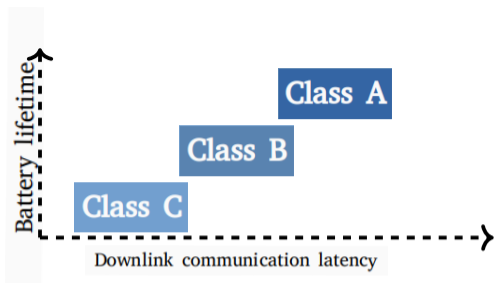 Battery lifetime
Class A
Class B
Class C
Downlink communication latency